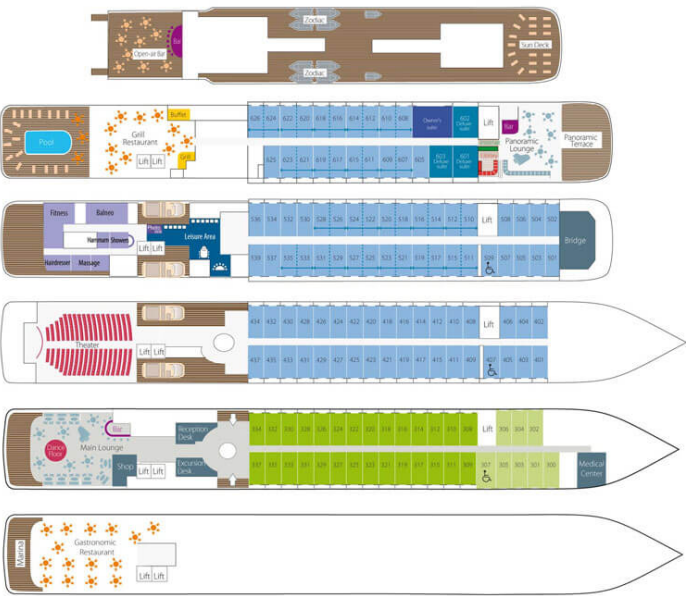 Open-air Bar
Bar
Zodiac
Zodiac
Sun Deck
Pool
Grill
Restaurant
Buffet
Grill
Lift Lift
626 624 622 620 618 616 614 612 610 608
Owner's
suite
602
Deluxe
suite
Lift
625 623 621 619 617 615 611 609 607 605
603
Deluxe
suite
601
Deluxe
suite
Bar
Panoramic
Lounge
Panoramic
Terrace
Fitness
Balneo
Hammam Showers
Hairdresser
Massage
Photo
Lift Lift
Leisure Area
536 534 532 530 528 526 524 522 520 518 516 514 512 510
Lift
508 506 504 502
539 537 535 533 531 529 527 525 523 521 519 517 515 511
507 505 503 501
Bridge
Theater
Lift Lift
434 432 430 428 426 424 422 420 418 416 414 412 410 408
Lift
406 404 402
437 435 433 431 429 427 425 423 421 419 417 415 411 409
407 405 403 401
Dance
Floor
Main Lounge
Bar
Shop
Lift Lift
Reception
Desk
Excursion
Desk
334 332 330 328 326 324 322 320 318 316 314 312 310 308
Lift
306 304 302
337 335 333 331 329 327 325 323 321 319 317 315 311 309
307 305 303 301 300
Medical
Center
Marina
Gastronomic
Restaurant
Lift Lift